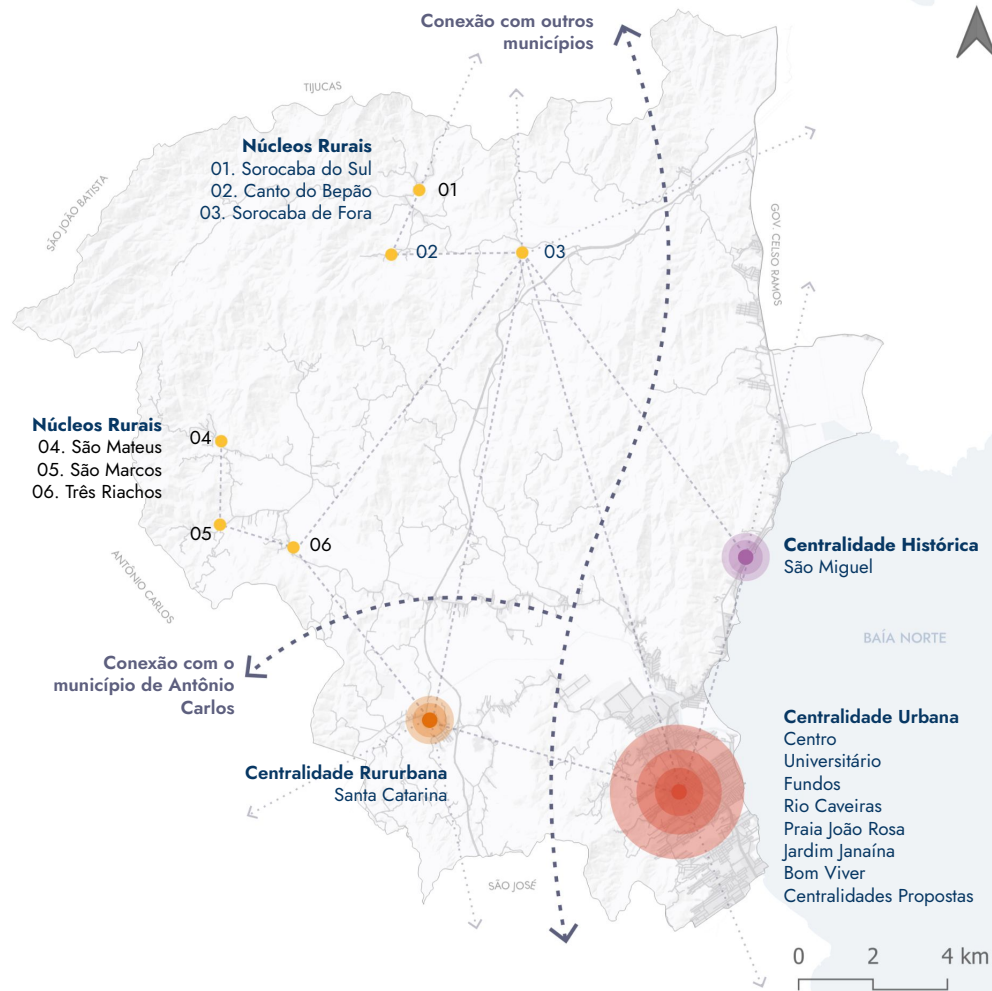 Conexão com outros
municípios
TIJUCAS
Núcleos Rurais
01. Sorocaba do Sul
02. Canto do Bepão
03. Sorocaba de Fora
01
02
03
SÃO JOÃO BATISTA
GOV. CELSO RAMOS
Núcleos Rurais
04. São Mateus
05. São Marcos
06. Três Riachos
04
05
06
ANTÔNIO CARLOS
Centralidade Histórica
São Miguel
BAÍA NORTE
Conexão com o
município de Antônio
Carlos
Centralidade Rururbana
Santa Catarina
Centralidade Urbana
Centro
Universitário
Fundos
Rio Caveiras
Praia João Rosa
Jardim Janaína
Bom Viver
Centralidades Propostas
SÃO JOSÉ
0 2 4 km